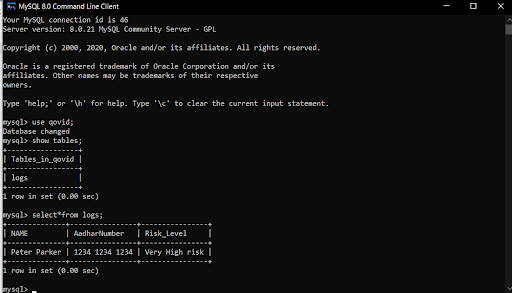 MySQL 8.0 Command Line Client
Your MySQL connection id is 46
Server version: 8.0.21 MySQL Community Server - GPL
Copyright (c) 2000, 2020, Oracle and/or its affiliates. All rights reserved.
Oracle is a registered trademark of Oracle Corporation and/or its
affiliates. Other names may be trademarks of their respective
owners.
Type 'help;' or '\h' for help. Type '\c' to clear the current input statement.
mysql> use qovid;
Database changed
mysql> show tables;
+-----------------+
| Tables_in_qovid |
+-----------------+
| logs            |
+-----------------+
1 row in set (0.00 sec)
mysql> select*from logs;
+--------------+----------------+----------------+
| NAME         | AadharNumber   | Risk_Level     |
+--------------+----------------+----------------+
| Peter Parker | 1234 1234 1234 | Very High risk |
+--------------+----------------+----------------+
1 row in set (0.00 sec)
mysql>